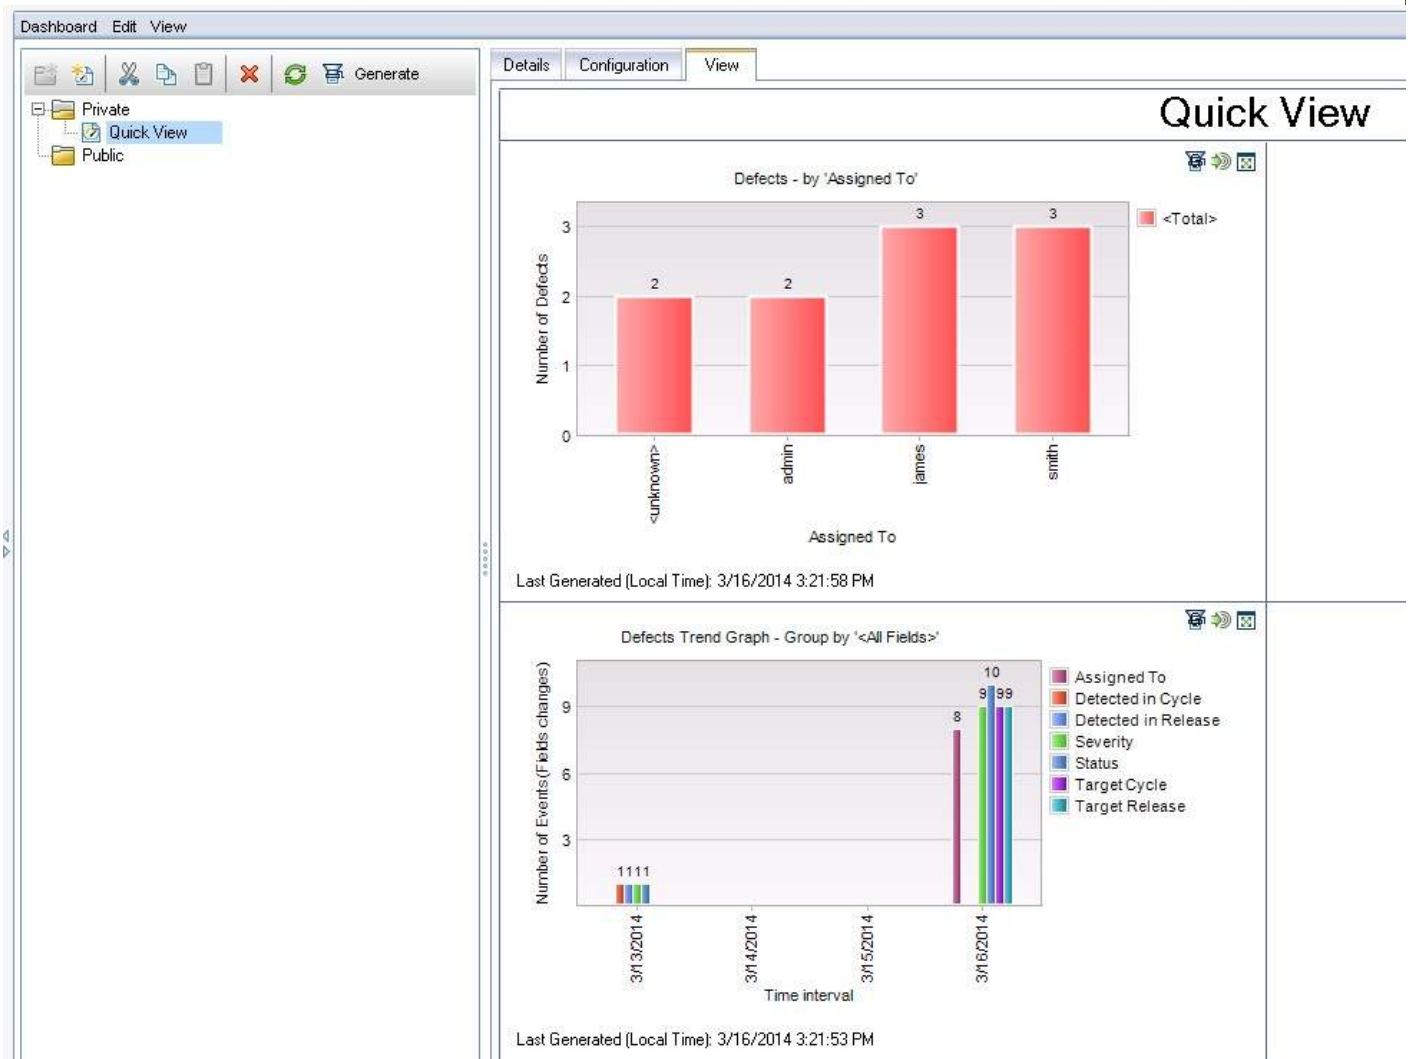 Dashboard Edit View
Generate
Private
Quick View
Public
Details Configuration View
Quick View
Defects - by 'Assigned To'
3 3
2 2
<Total>
Number of Defects
3
2
1
0
<unknown> admin james smith
Assigned To
Last Generated (Local Time): 3/16/2014 3:21:58 PM
Defects Trend Graph - Group by '<All Fields>'
Number of Events(Fields changes)
9
6
3
1111
8
9
10
99
Assigned To
Detected in Cycle
Detected in Release
Severity
Status
Target Cycle
Target Release
3/13/2014 3/14/2014 3/15/2014 3/16/2014
Time interval
Last Generated (Local Time): 3/16/2014 3:21:53 PM